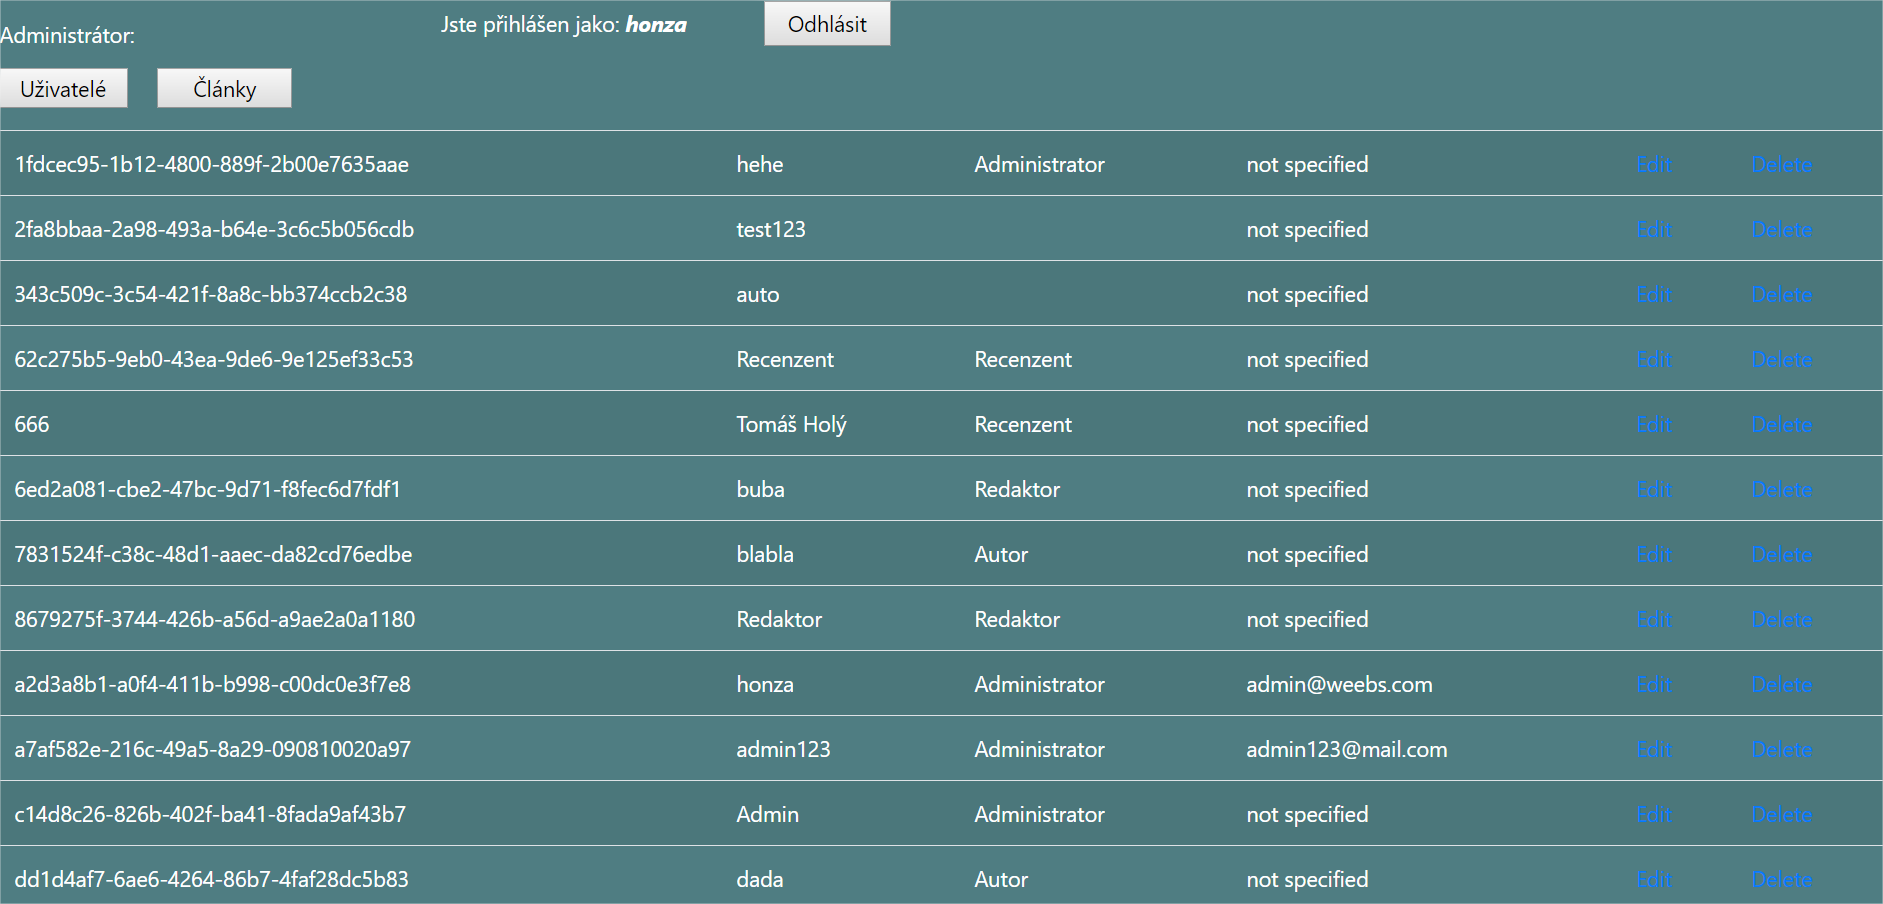 Administrátor:
Jste přihlášen jako: honza
Odhlásit
Uživatelé Články
1fdcec95-1b12-4800-889f-2b00e7635aae hehe Administrator not specified Edit Delete
2fa8bbaa-2a98-493a-b64e-3c6c5b056cdb test123 not specified Edit Delete
343c509c-3c54-421f-8a8c-bb374ccb2c38 auto not specified Edit Delete
62c275b5-9eb0-43ea-9de6-9e125ef33c53 Recenzent Recenzent not specified Edit Delete
666 Tomáš Holý Recenzent not specified Edit Delete
6ed2a081-cbe2-47bc-9d71-f8fec6d7fdf1 buba Redaktor not specified Edit Delete
7831524f-c38c-48d1-aaec-da82cd76edbe blabla Autor not specified Edit Delete
8679275f-3744-426b-a56d-a9ae2a0a1180 Redaktor Redaktor not specified Edit Delete
a2d3a8b1-a0f4-411b-b998-c00dc0e3f7e8 honza Administrator admin@weebs.com Edit Delete
a7af582e-216c-49a5-8a29-090810020a97 admin123 Administrator admin123@mail.com Edit Delete
c14d8c26-826b-402f-ba41-8fada9af43b7 Admin Administrator not specified Edit Delete
dd1d4af7-6ae6-4264-86b7-4faf28dc5b83 dada Autor not specified Edit Delete